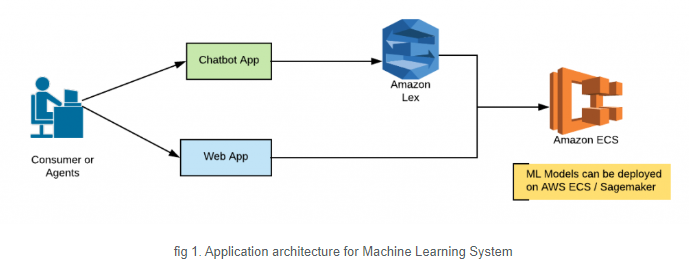 Chatbot App
Amazon
Lex
Consumer or
Agents
Web App
Amazon ECS
ML Models can be deployed
on AWS ECS / Sagemaker
fig 1. Application architecture for Machine Learning System